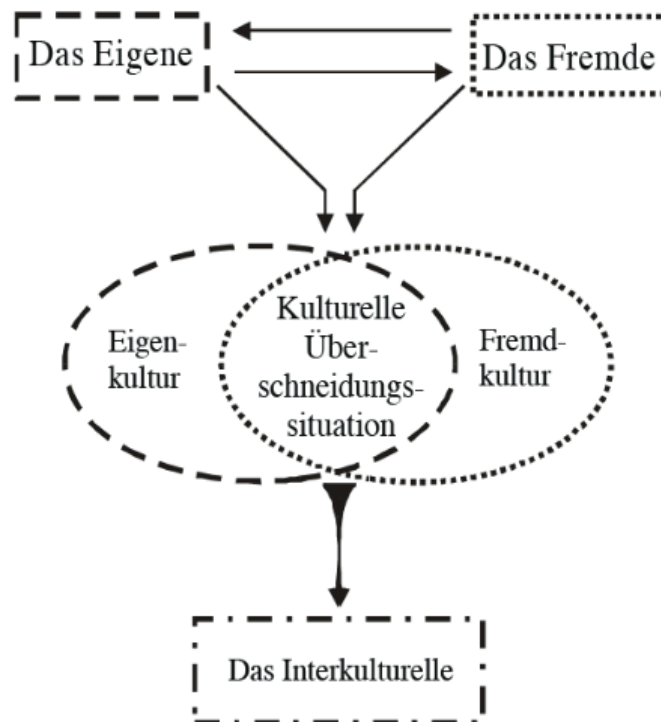 Das Eigene
Das Fremde
Eigen-
kultur
Kulturelle
Über-
schneidungs-
situation
Fremd-
kultur
Das Interkulturelle